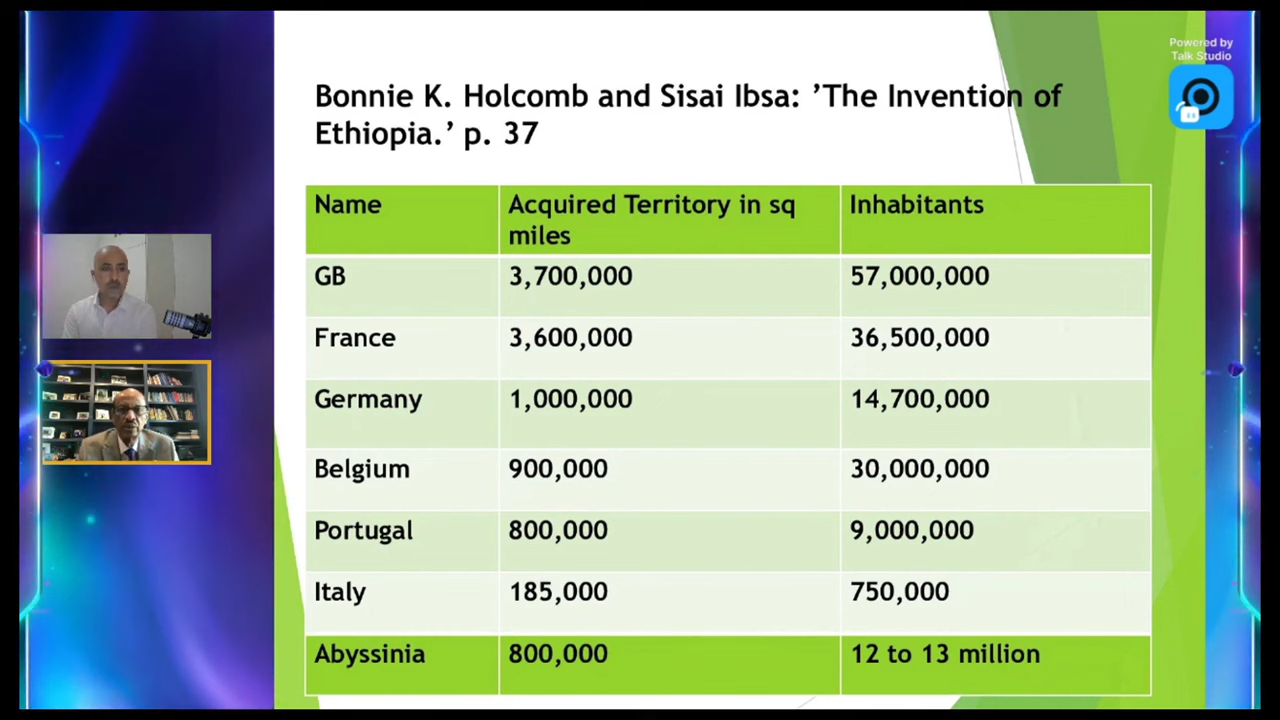 Powered by
Talk Studio
Bonnie K. Holcomb and Sisai Ibsa: ’The Invention of
Ethiopia.’ p. 37
Name Acquired Territory in sq miles Inhabitants
GB 3,700,000 57,000,000
France 3,600,000 36,500,000
Germany 1,000,000 14,700,000
Belgium 900,000 30,000,000
Portugal 800,000 9,000,000
Italy 185,000 750,000
Abyssinia 800,000 12 to 13 million